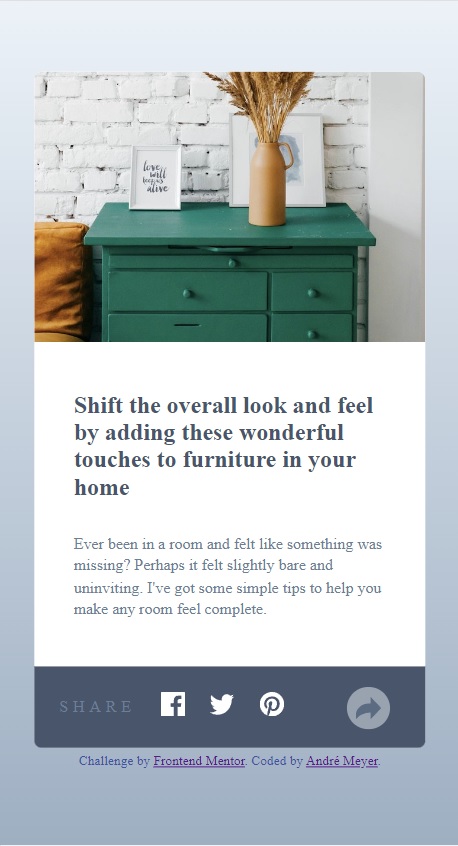 love
will
keep us
alive
Shift the overall look and feel
by adding these wonderful
touches to furniture in your
home
Ever been in a room and felt like something was
missing? Perhaps it felt slightly bare and
uninviting. I've got some simple tips to help you
make any room feel complete.
SHARE
Challenge by Frontend Mentor. Coded by André Meyer.